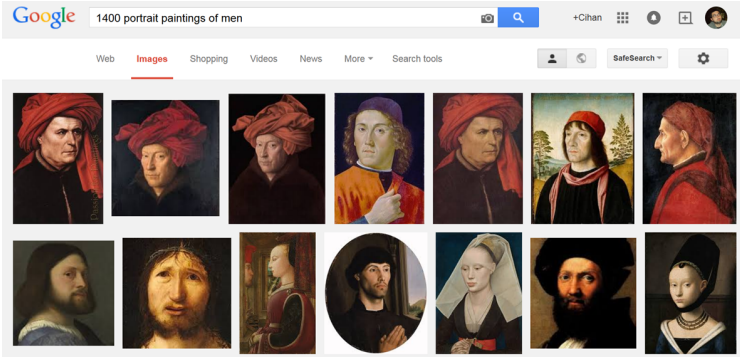 Google 1400 portrait paintings of men +Cihan
Web Images Shopping Videos News More Search tools SafeSearch